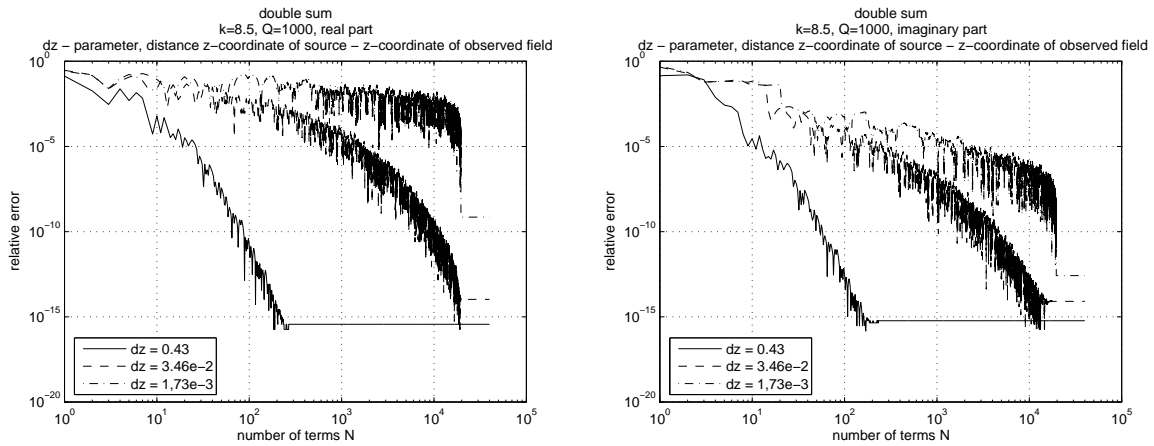 double sum
k=8.5, Q=1000, real part
dz − parameter, distance z−coordinate of source − z−coordinate of observed field
10^0
10^−5
10^−10
10^−15
10^−20
relative error
dz = 0.43
dz = 3.46e−2
dz = 1,73e−3
10^0
10^1
10^2
10^3
10^4
10^5
number of terms N
double sum
k=8.5, Q=1000, imaginary part
dz − parameter, distance z−coordinate of source − z−coordinate of observed field
10^0
10^−5
10^−10
10^−15
10^−20
relative error
dz = 0.43
dz = 3.46e−2
dz = 1,73e−3
10^0
10^1
10^2
10^3
10^4
10^5
number of terms N